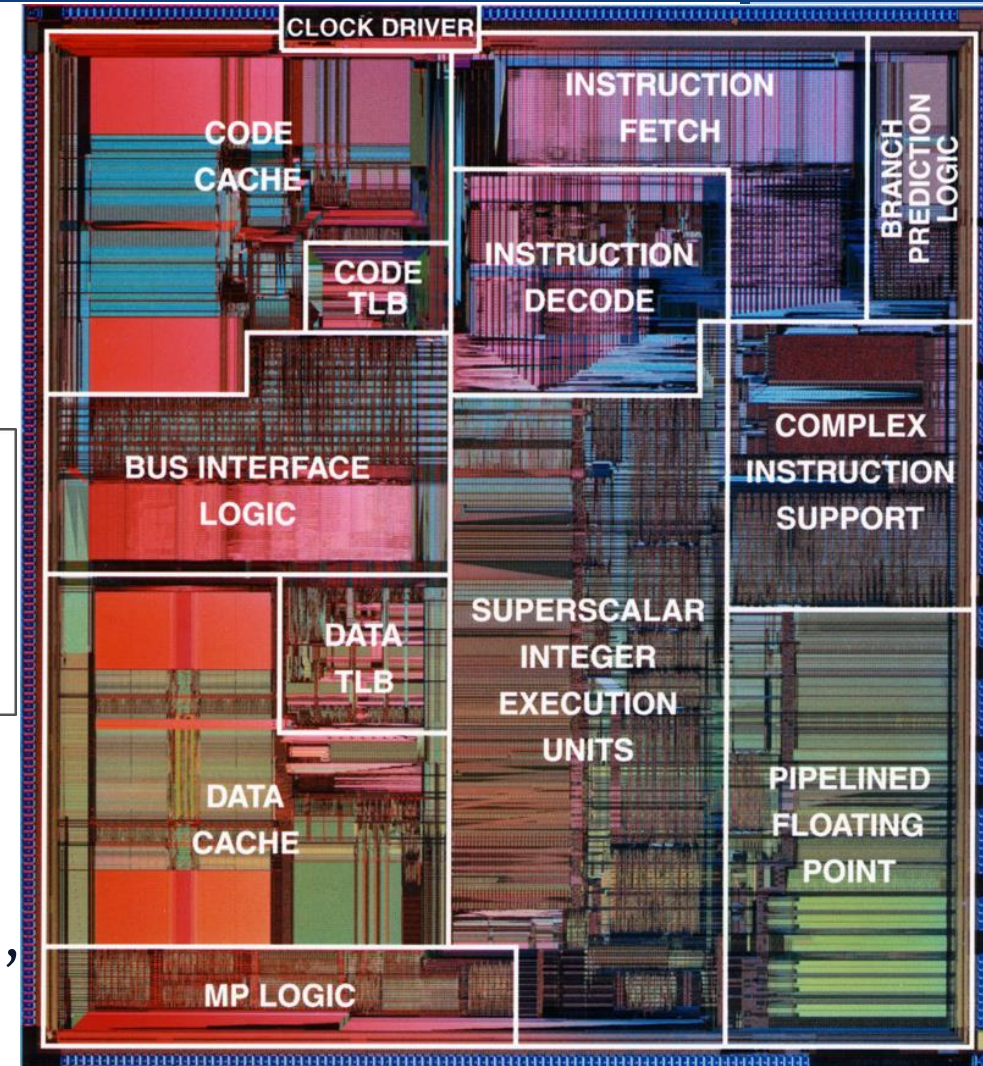 CLOCK DRIVER
CODE
CACHE
INSTRUCTION
FETCH
BRANCH
PREDICTION
LOGIC
CODE
TLB
INSTRUCTION
DECODE
BUS INTERFACE
LOGIC
COMPLEX
INSTRUCTION
SUPPORT
DATA
TLB
SUPERSCALAR
INTEGER
EXECUTION
UNITS
DATA
CACHE
PIPELINED
FLOATING
POINT
,
MP LOGIC